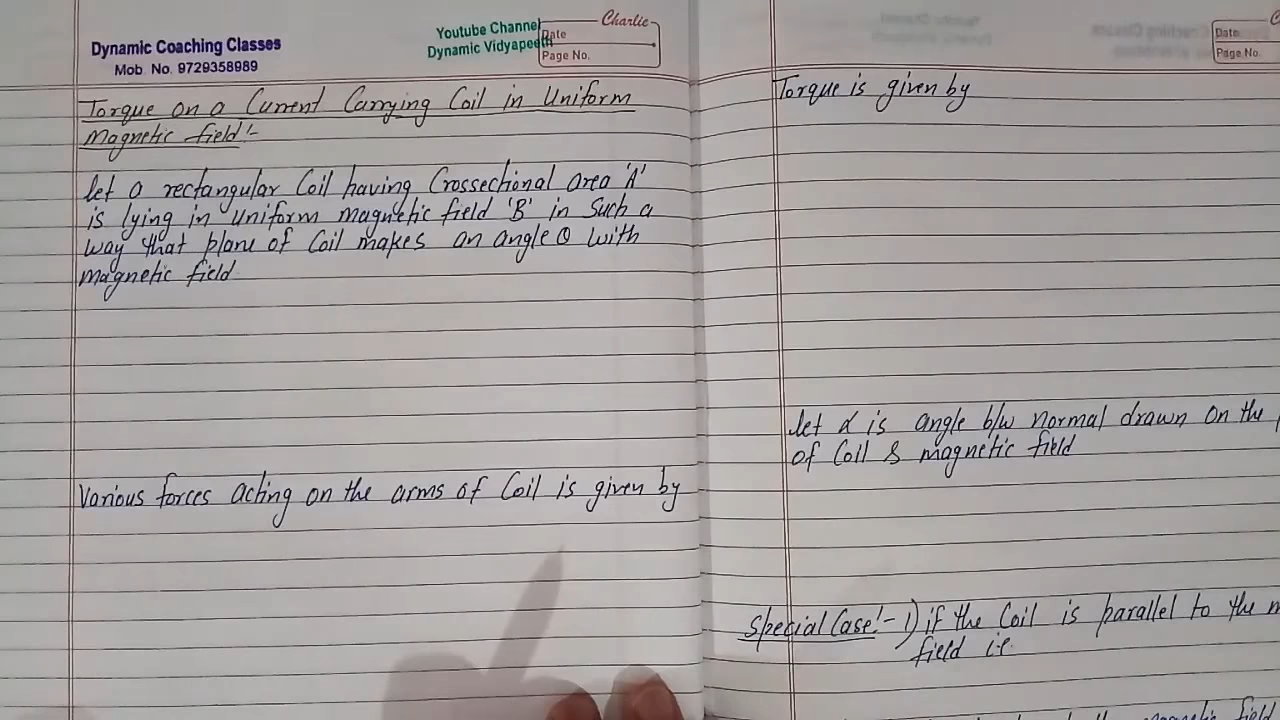 Dynamic Coaching Classes
Mob. No. 9729358989
Youtube Channel
Dynamic Vidyapeeth
Charlie
Date
Page No.
Torque on a Current Carrying Coil in Uniform
Magnetic field:-
Let a rectangular Coil having Crossectional area 'A'
is lying in uniform magnetic field 'B' in Such a
way that plane of Coil makes an angle θ with
magnetic field
Various forces acting on the arms of Coil is given by
Date
Page No.
Torque is given by
Let α is angle b/w normal drawn on the
of Coil & magnetic field
Special Case:- 1) if the Coil is parallel to the
field i.e.
magnetic field